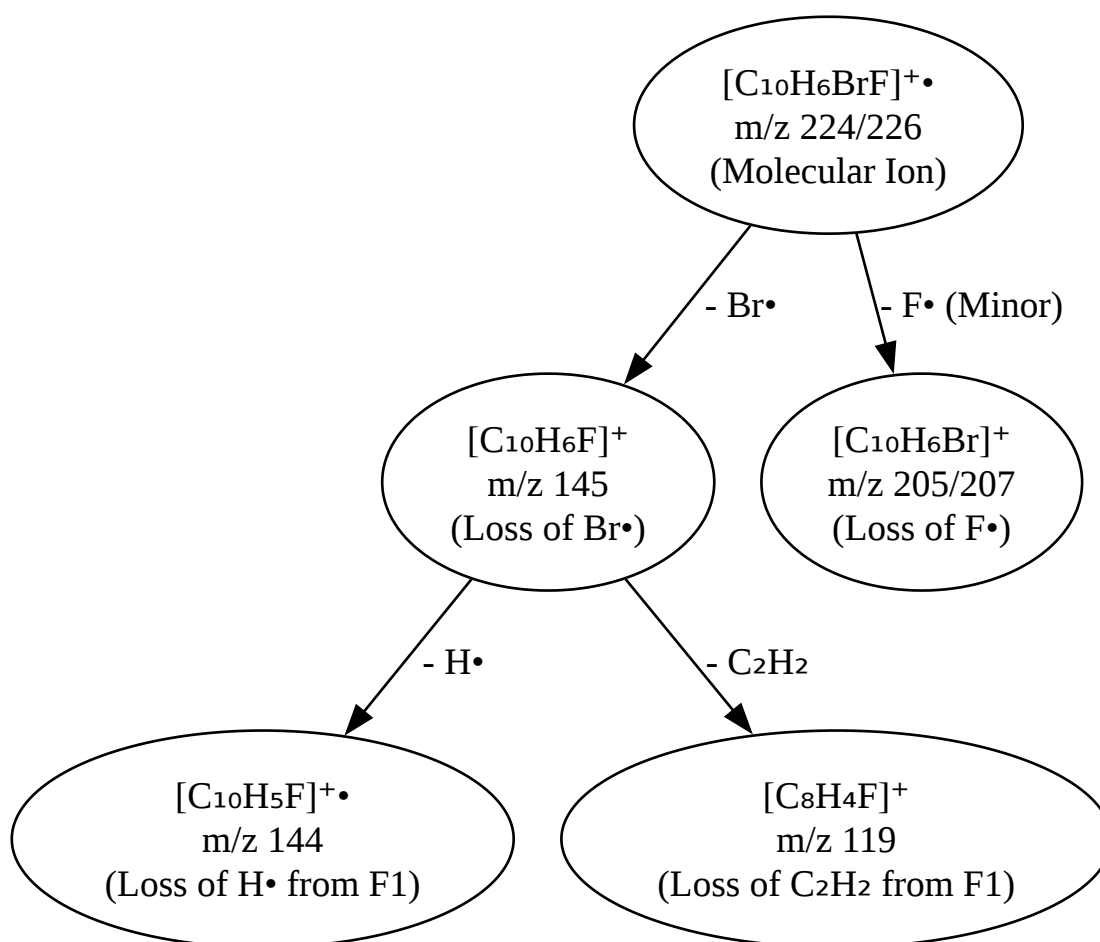 [C₁₀H₆BrF]⁺•
m/z 224/226
(Molecular Ion)
- Br•
- F• (Minor)
[C₁₀H₆F]⁺
m/z 145
(Loss of Br•)
[C₁₀H₆Br]⁺
m/z 205/207
(Loss of F•)
- H•
- C₂H₂
[C₁₀H₅F]⁺•
m/z 144
(Loss of H• from F1)
[C₈H₄F]⁺
m/z 119
(Loss of C₂H₂ from F1)